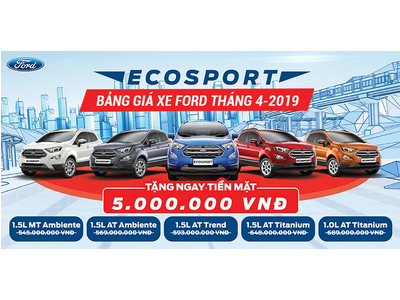 Ford
ECOSPORT
BẢNG GIÁ XE FORD THÁNG 4-2019
ECOSPORT
TẶNG NGAY TIỀN MẶT
5.000.000 VNĐ
1.5L MT Ambiente 1.5L AT Ambiente 1.5L AT Trend 1.5L AT Titanium 1.0L AT Titanium
545.000.000 VNĐ 569.000.000 VNĐ 593.000.000 VNĐ 648.000.000 VNĐ 689.000.000 VNĐ